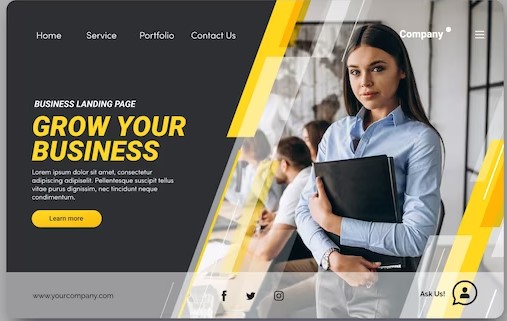 Home Service Portfolio Contact Us Company
BUSINESS LANDING PAGE
GROW YOUR
BUSINESS
Lorem ipsum dolor sit amet, consectetur
adipiscing adipiselit. Pellentesque suscipit tellus
vitae purus dignissim, nec tincidunt neque
condimentum.
Learn more
www.yourcompany.com
Ask Us!